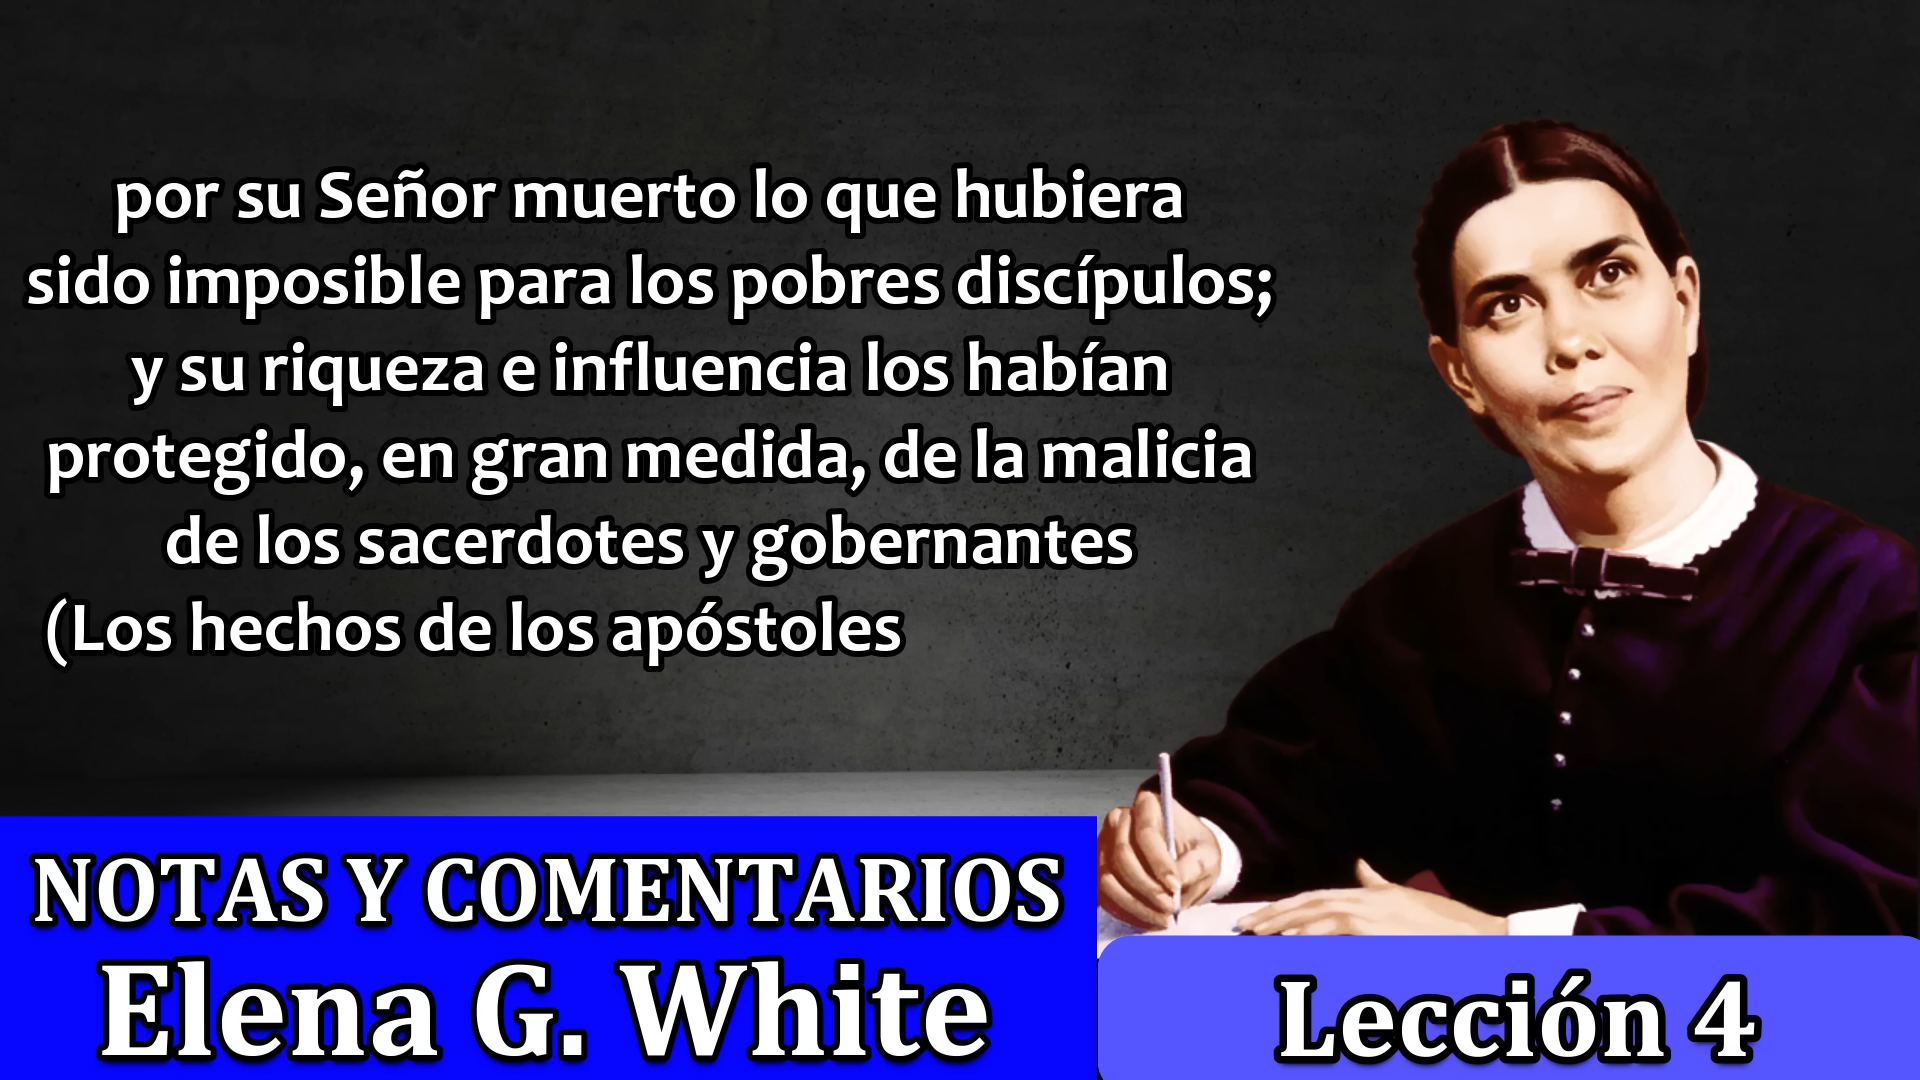 por su Señor muerto lo que hubiera
sido imposible para los pobres discípulos;
y su riqueza e influencia los habían
protegido, en gran medida, de la malicia
de los sacerdotes y gobernantes
(Los hechos de los apóstoles
NOTAS Y COMENTARIOS
Elena G. White
Lección 4